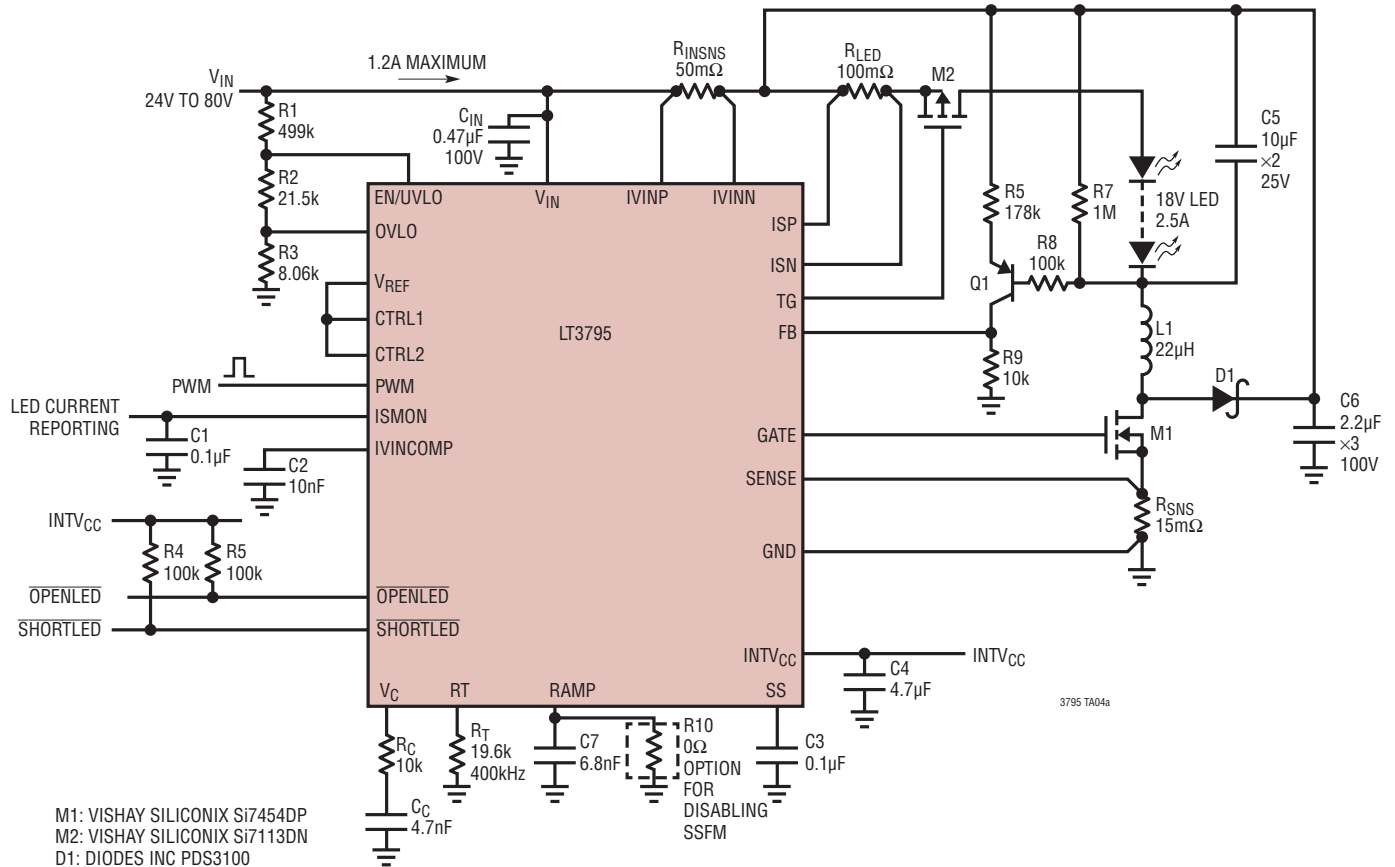 1.2A MAXIMUM
VIN
24V TO 80V
R1
499k
R2
21.5k
R3
8.06k
CIN
0.47µF
100V
RINSNS
50mΩ
RLED
100mΩ
M2
R5
178k
R7
1M
18V LED
2.5A
C5
10µF
×2
25V
R8
100k
Q1
R9
10k
L1
22µH
D1
C6
2.2µF
×3
100V
M1
RSNS
15mΩ
EN/UVLO
VIN
IVINP
IVINN
OVLO
VREF
CTRL1
CTRL2
PWM
ISMON
IVINCOMP
OPENLED
SHORTLED
LT3795
ISP
ISN
TG
FB
GATE
SENSE
GND
INTVCC
VC
RT
RAMP
SS
PWM
LED CURRENT
REPORTING
C1
0.1µF
C2
10nF
INTVCC
R4
100k
R5
100k
OPENLED
SHORTLED
INTVCC
C4
4.7µF
3795 TA04a
RC
10k
CC
4.7nF
RT
19.6k
400kHz
C7
6.8nF
R10
0Ω
OPTION
FOR
DISABLING
SSFM
C3
0.1µF
M1: VISHAY SILICONIX Si7454DP
M2: VISHAY SILICONIX Si7113DN
D1: DIODES INC PDS3100